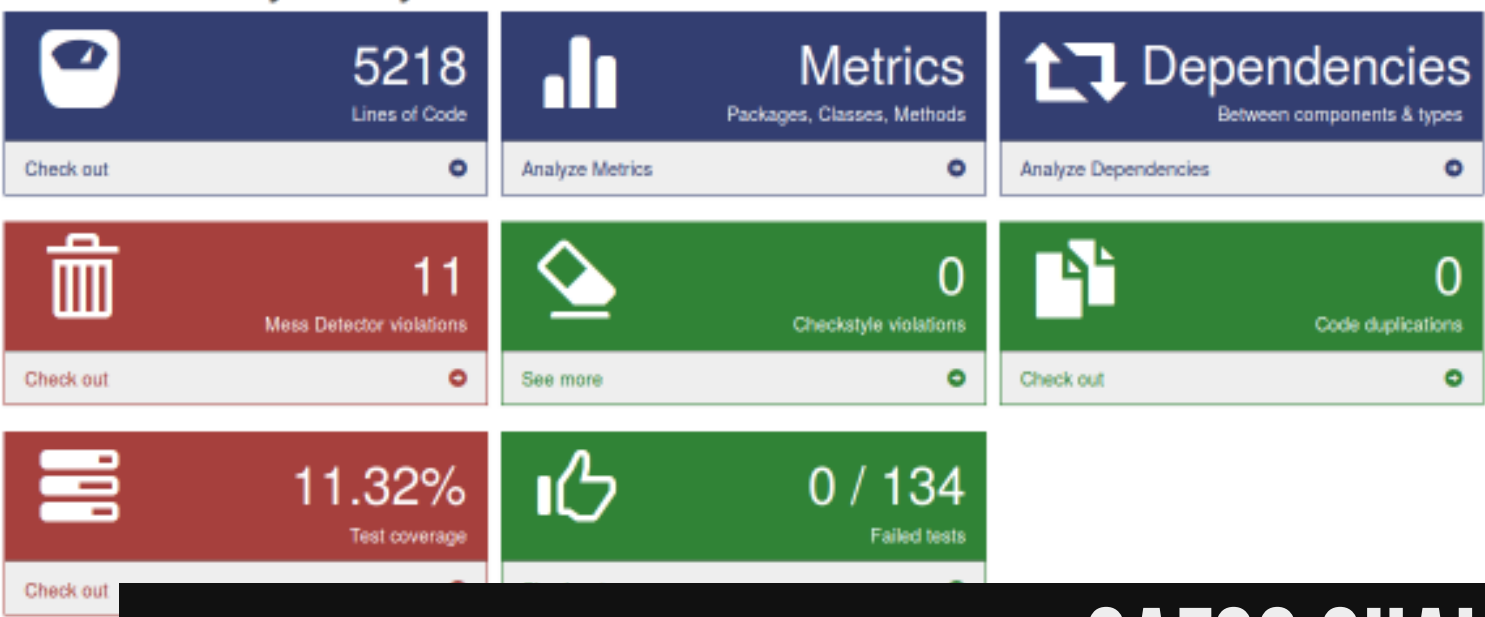 5218
Lines of Code
Check out
Metrics
Packages, Classes, Methods
Analyze Metrics
Dependencies
Between components & types
Analyze Dependencies
11
Mess Detector violations
Check out
0
Checkstyle violations
See more
0
Code duplications
Check out
11.32%
Test coverage
Check out
0 / 134
Failed tests